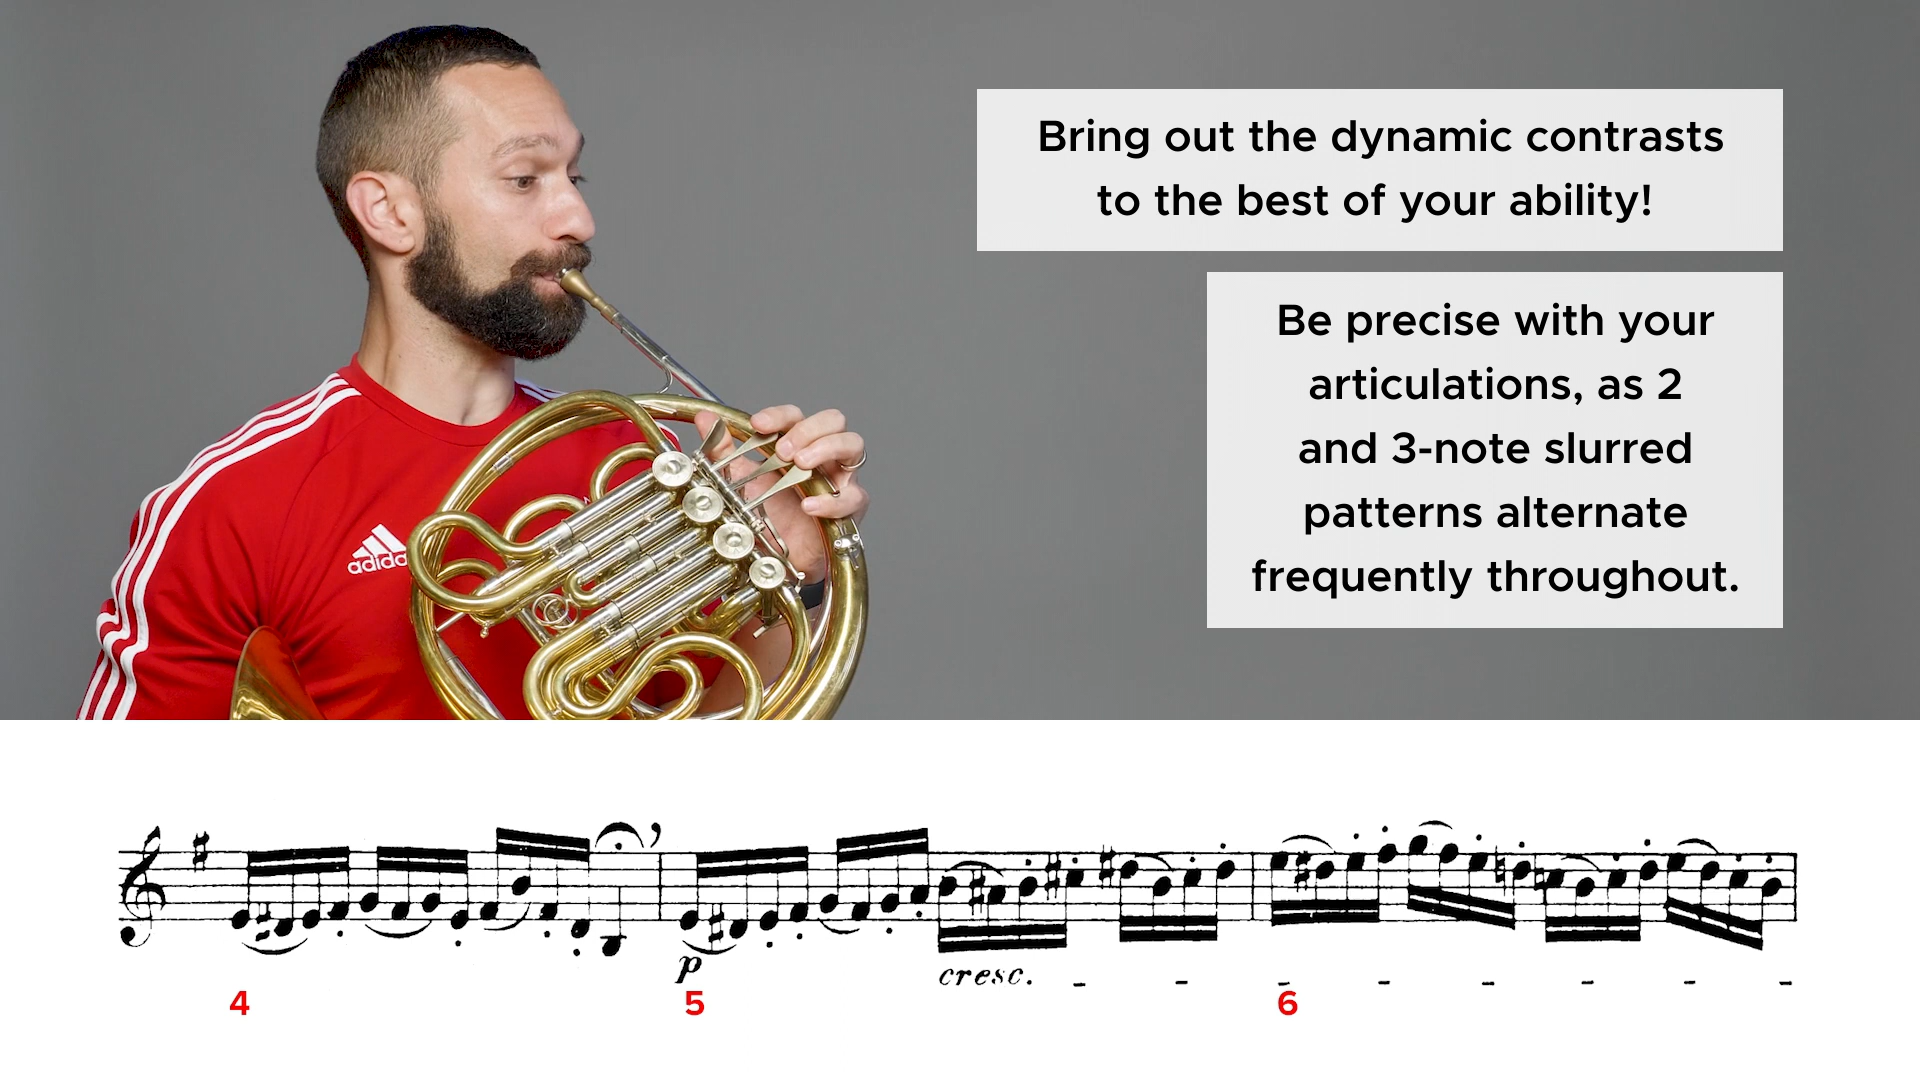 Bring out the dynamic contrasts
to the best of your ability!
Be precise with your
articulations, as 2
and 3-note slurred
patterns alternate
frequently throughout.
adidas
p
cresc.
4
5
6